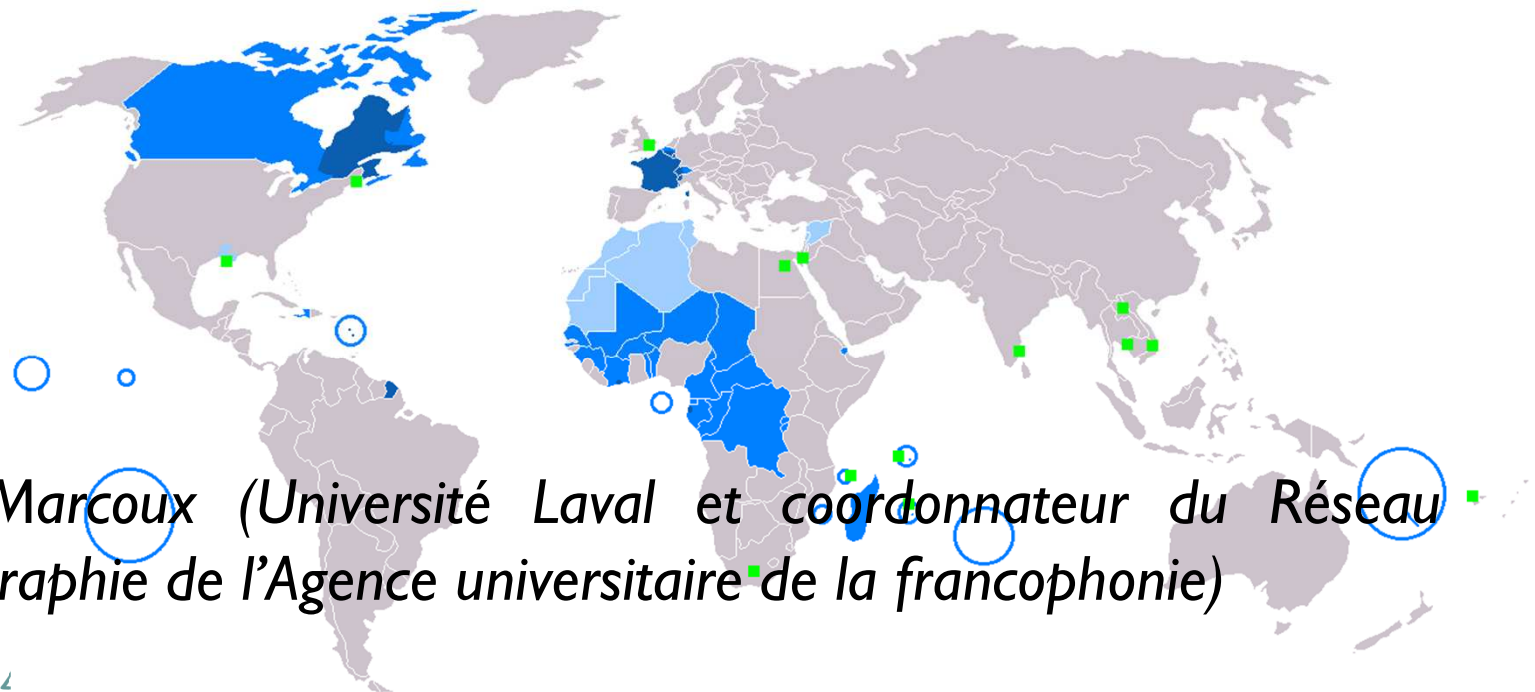 Marcoux (Université Laval et coordonnateur du Réseau
raphie de l’Agence universitaire de la francophonie)